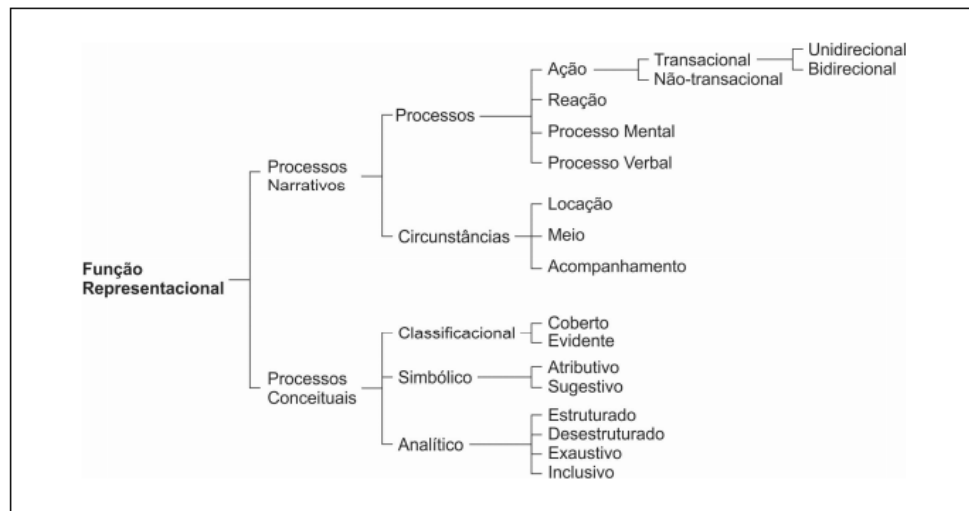 Função
Representacional
Processos
Narrativos
Processos
Ação
Transacional
Unidirecional
Bidirecional
Não-transacional
Reação
Processo Mental
Processo Verbal
Circunstâncias
Locação
Meio
Acompanhamento
Processos
Conceituais
Classificacional
Coberto
Evidente
Simbólico
Atributivo
Sugestivo
Analítico
Estruturado
Desestruturado
Exaustivo
Inclusivo